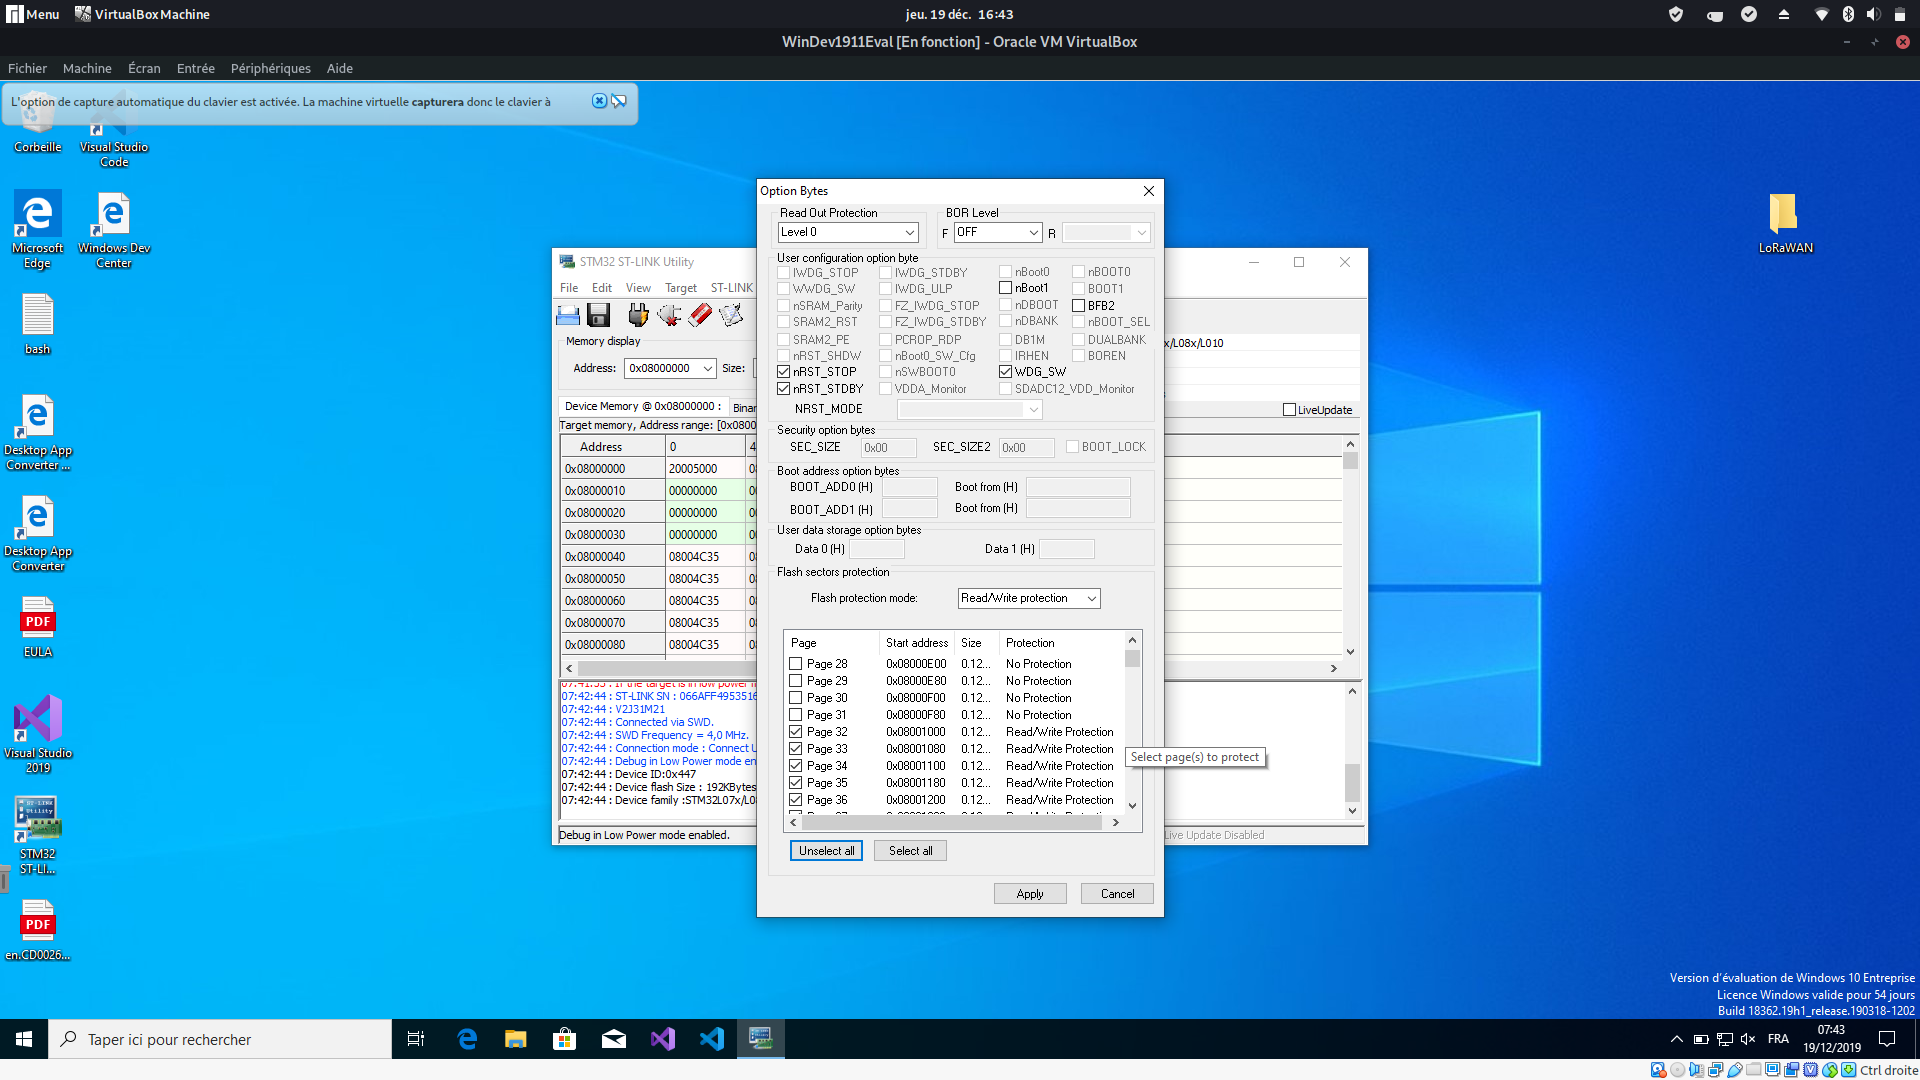 Menu
VirtualBox Machine
jeu. 19 déc. 16:43
WinDev1911Eval [En fonction] - Oracle VM VirtualBox
Fichier Machine Écran Entrée Périphériques Aide
L'option de capture automatique du clavier est activée. La machine virtuelle capturera donc le clavier à
Corbeille
Visual Studio Code
Microsoft Edge
Windows Dev Center
bash
Desktop App Converter ...
Desktop App Converter
PDF
EULA
Visual Studio 2019
STM32 ST-LI...
PDF
en.CD0026...
LoRaWAN
STM32 ST-LINK Utility
File Edit View Target ST-LINK
Memory display
Address: 0x08000000 Size:
x/L08x/L010
LiveUpdate
Device Memory @ 0x08000000 : Binar
Target memory, Address range: [0x0800
Address 0 4
0x08000000 20005000 08
0x08000010 00000000 00
0x08000020 00000000 00
0x08000030 00000000 00
0x08000040 08004C35 08
0x08000050 08004C35 08
0x08000060 08004C35 08
0x08000070 08004C35 08
0x08000080 08004C35 08
07:42:44 : ST-LINK SN : 066AFF4953516
07:42:44 : V2J31M21
07:42:44 : Connected via SWD.
07:42:44 : SWD Frequency = 4,0 MHz.
07:42:44 : Connection mode : Connect U
07:42:44 : Debug in Low Power mode en
07:42:44 : Device ID:0x447
07:42:44 : Device flash Size : 192KBytes
07:42:44 : Device family :STM32L07x/L08
Debug in Low Power mode enabled.
Live Update Disabled
Option Bytes
Read Out Protection
Level 0
BOR Level
F OFF R
User configuration option byte
IWDG_STOP IWDG_STDBY nBoot0 nBOOT0
WWDG_SW IWDG_ULP nBoot1 BOOT1
nSRAM_Parity FZ_IWDG_STOP nDBOOT BFB2
SRAM2_RST FZ_IWDG_STDBY nDBANK nBOOT_SEL
SRAM2_PE PCROP_RDP DB1M DUALBANK
nRST_SHDW nBoot0_SW_Cfg IRHEN BOREN
nRST_STOP nSWBOOT0 WDG_SW
nRST_STDBY VDDA_Monitor SDADC12_VDD_Monitor
NRST_MODE
Security option bytes
SEC_SIZE 0x00 SEC_SIZE2 0x00 BOOT_LOCK
Boot address option bytes
BOOT_ADD0 (H) Boot from (H)
BOOT_ADD1 (H) Boot from (H)
User data storage option bytes
Data 0 (H) Data 1 (H)
Flash sectors protection
Flash protection mode: Read/Write protection
Page Start address Size Protection
Page 28 0x08000E00 0.12... No Protection
Page 29 0x08000E80 0.12... No Protection
Page 30 0x08000F00 0.12... No Protection
Page 31 0x08000F80 0.12... No Protection
Page 32 0x08001000 0.12... Read/Write Protection
Page 33 0x08001080 0.12... Read/Write Protection
Page 34 0x08001100 0.12... Read/Write Protection
Page 35 0x08001180 0.12... Read/Write Protection
Page 36 0x08001200 0.12... Read/Write Protection
Select page(s) to protect
Unselect all Select all
Apply Cancel
Version d'évaluation de Windows 10 Entreprise
Licence Windows valide pour 54 jours
Build 18362.19h1_release.190318-1202
Taper ici pour rechercher
FRA
07:43
19/12/2019
Ctrl droite